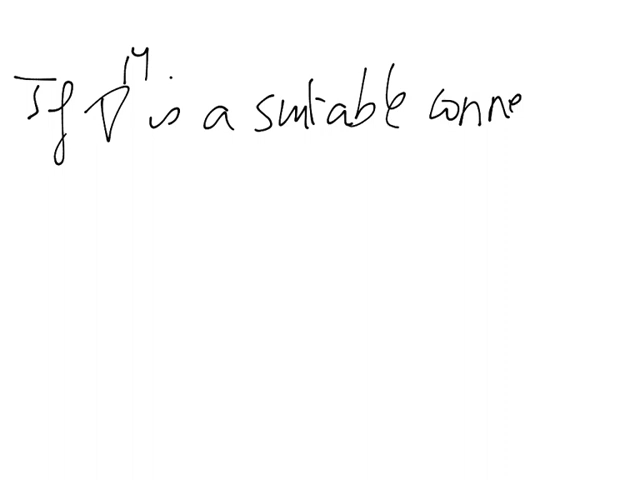 If ∇^M is a suitable conne